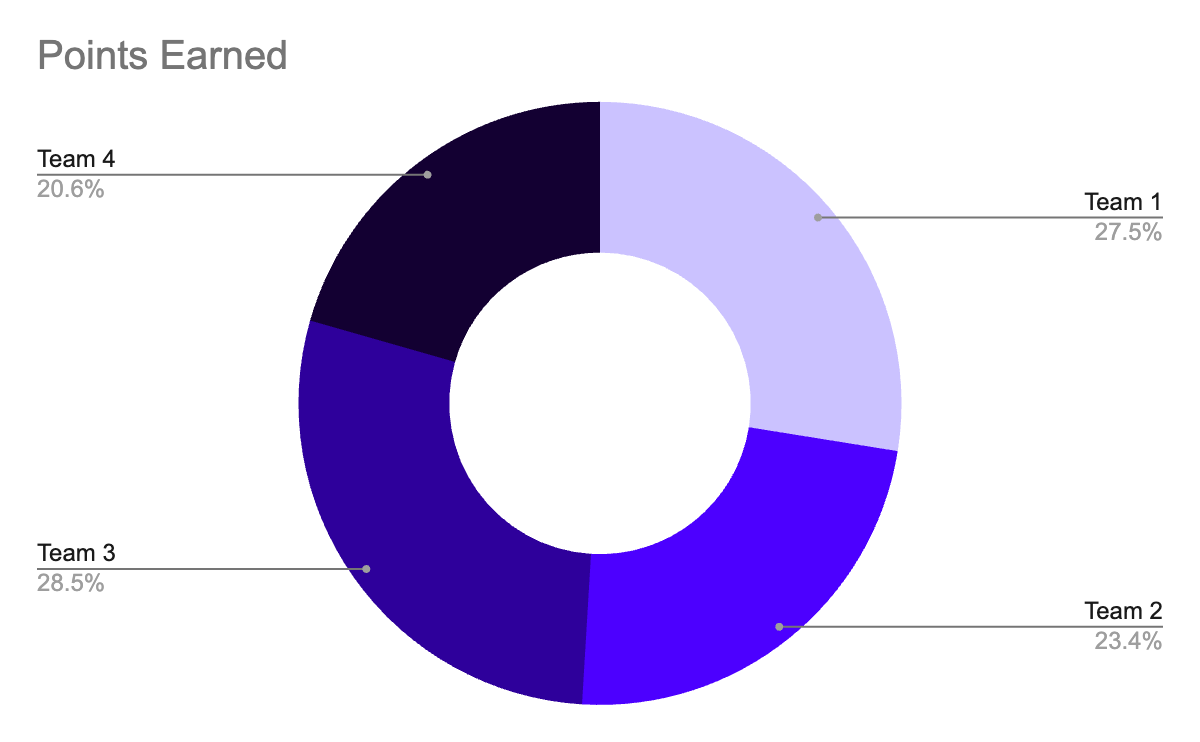 Points Earned
Team 4
20.6%
Team 1
27.5%
Team 3
28.5%
Team 2
23.4%